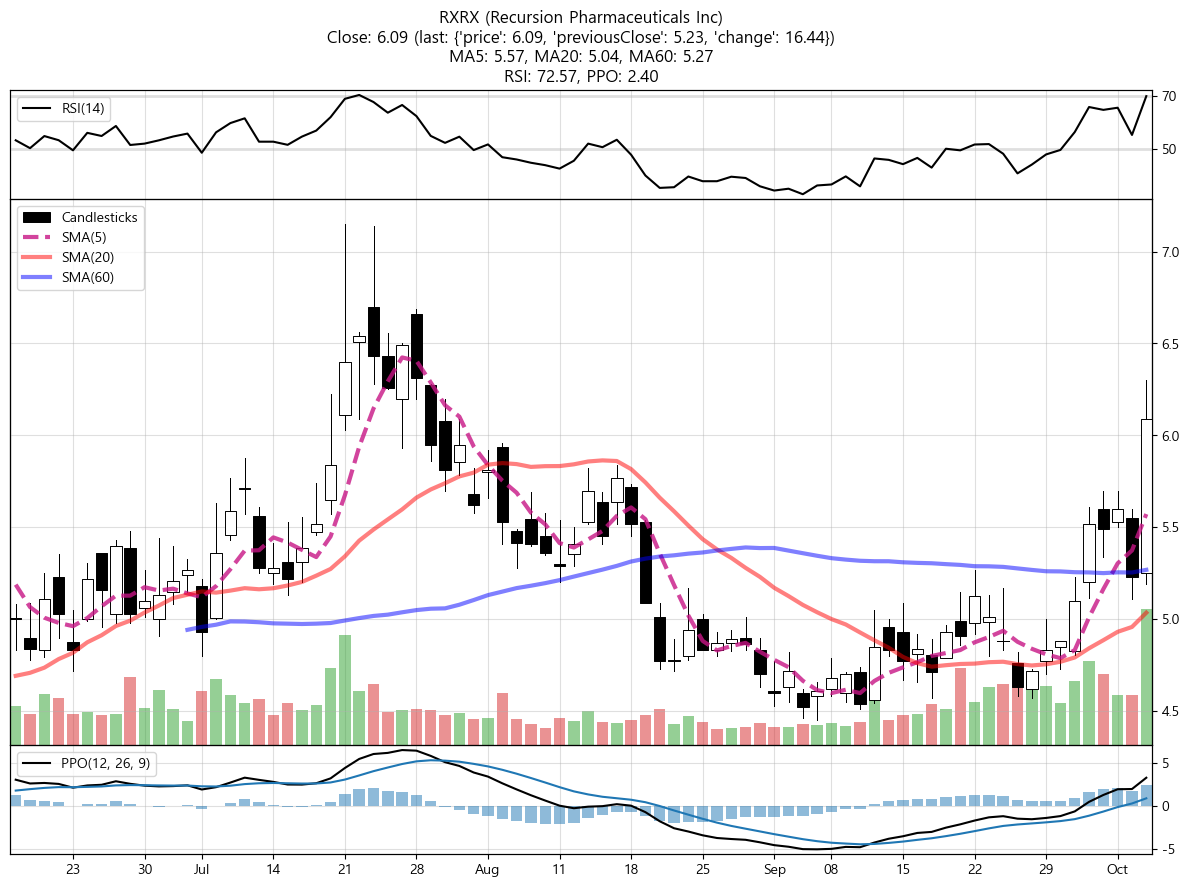 RXRX (Recursion Pharmaceuticals Inc)
Close: 6.09 (last: {'price': 6.09, 'previousClose': 5.23, 'change': 16.44})
MA5: 5.57, MA20: 5.04, MA60: 5.27
RSI: 72.57, PPO: 2.40
RSI(14)
70
50
Candlesticks
SMA(5)
SMA(20)
SMA(60)
7.0
6.5
6.0
5.5
5.0
4.5
PPO(12, 26, 9)
5
0
-5
23 30 Jul 14 21 28 Aug 11 18 25 Sep 08 15 22 29 Oct